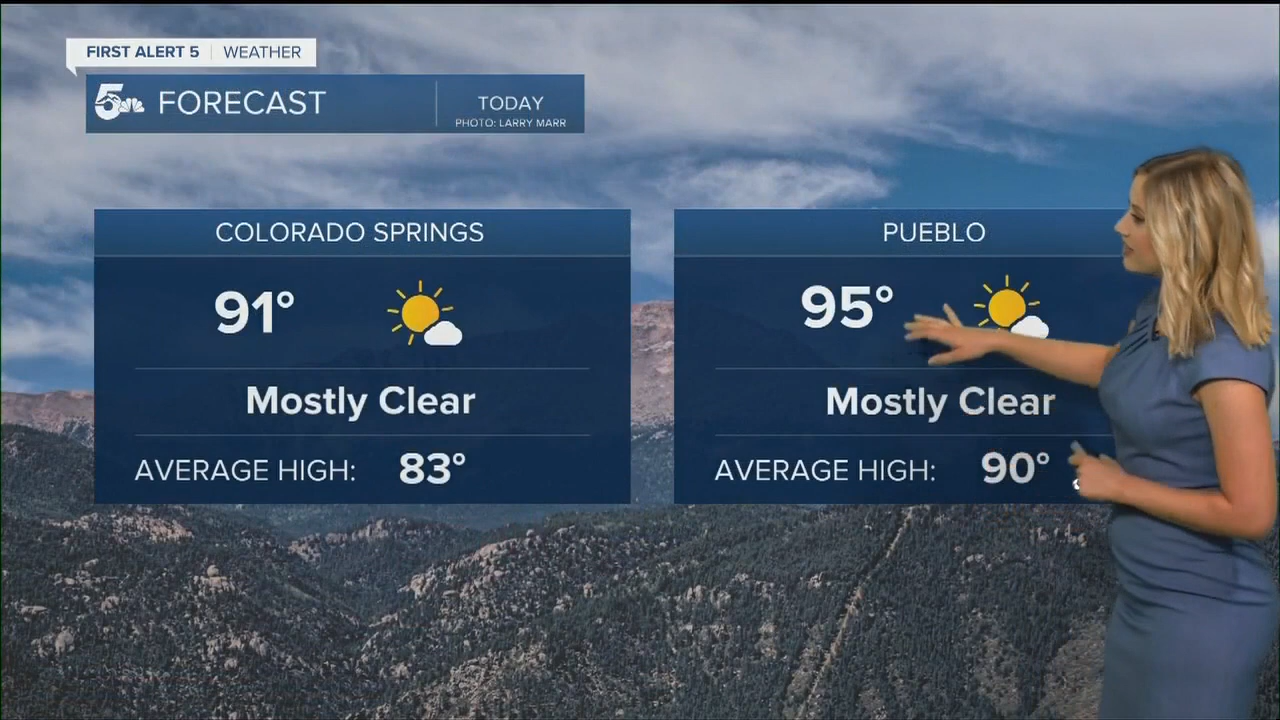 FIRST ALERT 5 | WEATHER
5 FORECAST
TODAY
PHOTO: LARRY MARR
COLORADO SPRINGS
91°
Mostly Clear
AVERAGE HIGH: 83°
PUEBLO
95°
Mostly Clear
AVERAGE HIGH: 90°